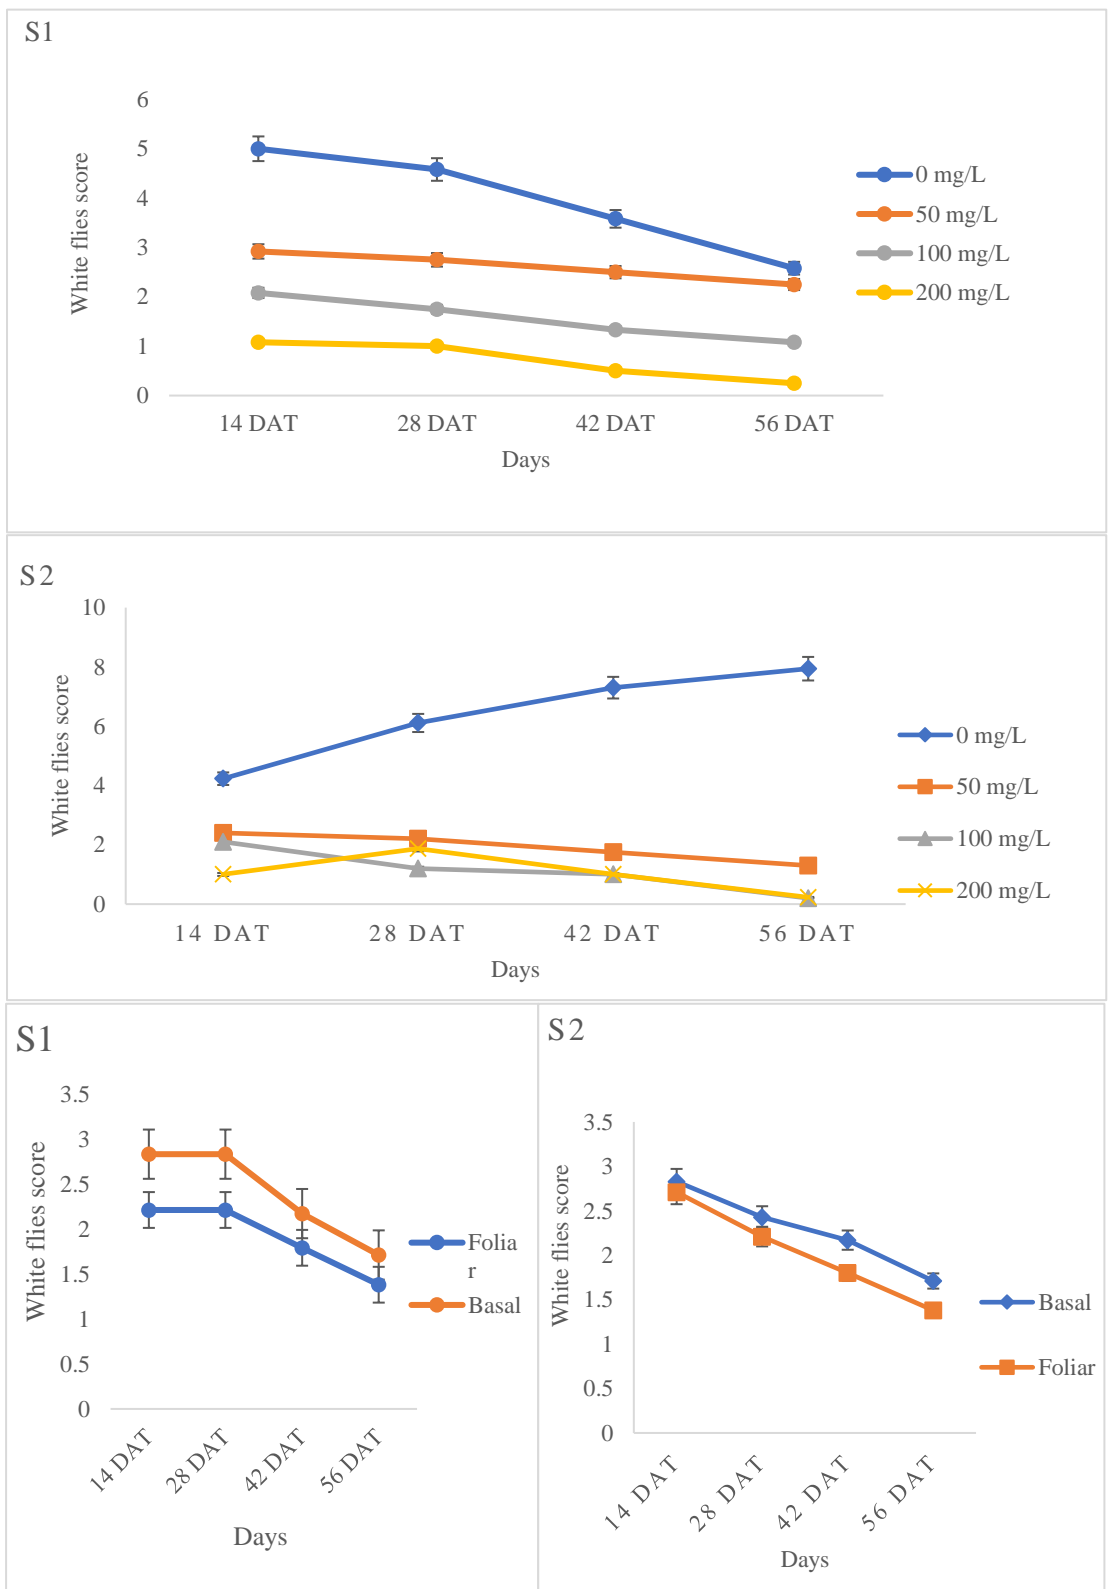 S1
6
5
4
3
2
1
0
White flies score
14 DAT
28 DAT
42 DAT
56 DAT
Days
0 mg/L
50 mg/L
100 mg/L
200 mg/L
S2
10
8
6
4
2
0
White flies score
14 DAT
28 DAT
42 DAT
56 DAT
Days
0 mg/L
50 mg/L
100 mg/L
200 mg/L
S1
3.5
3
2.5
2
1.5
1
0.5
0
White flies score
14 DAT
28 DAT
42 DAT
56 DAT
Days
Folia
r
Basal
S2
3.5
3
2.5
2
1.5
1
0.5
0
White flies score
14 DAT
28 DAT
42 DAT
56 DAT
Days
Basal
Foliar